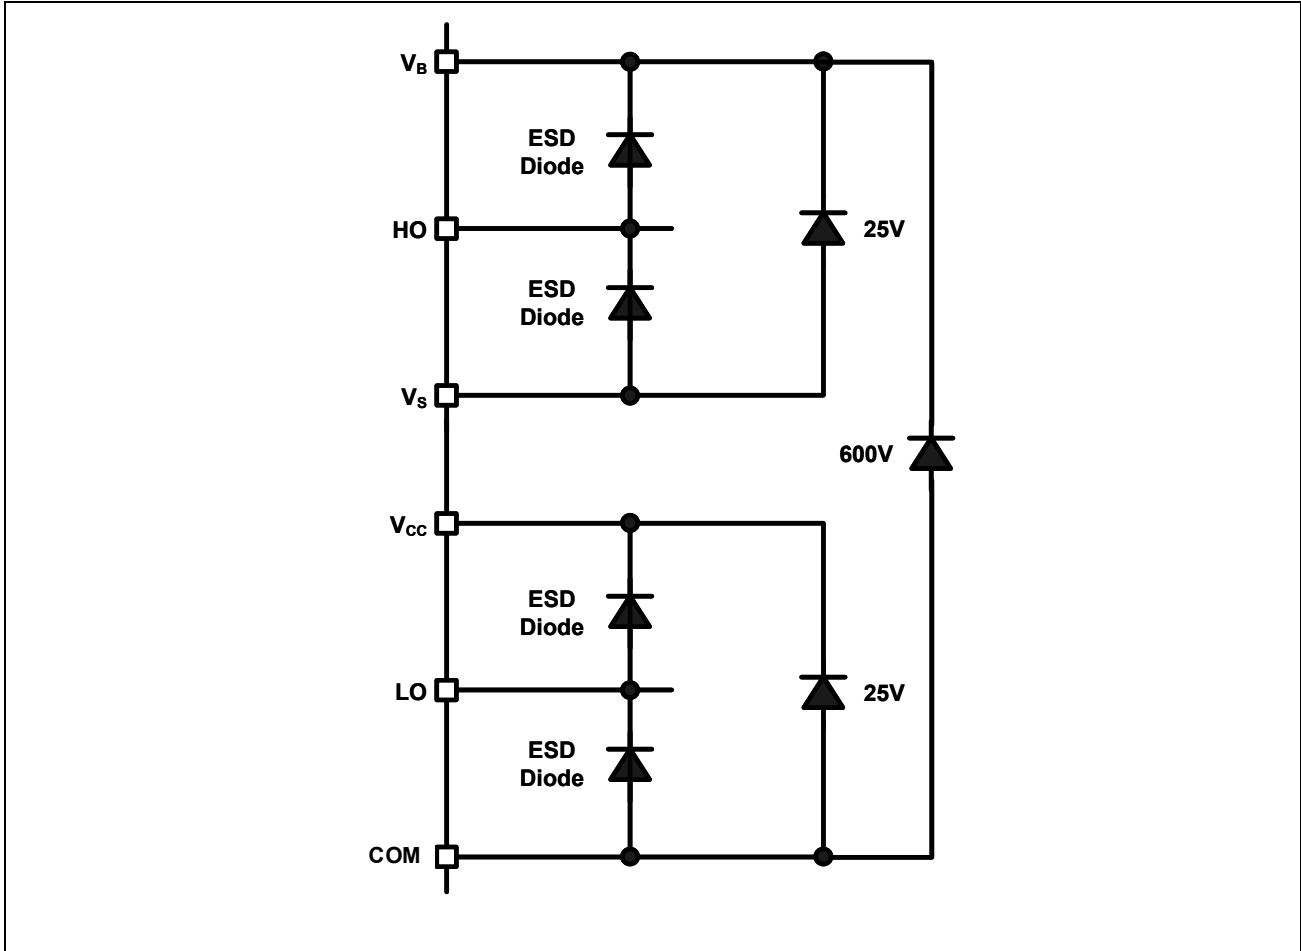 VB
ESD
Diode
HO
25V
ESD
Diode
VS
600V
VCC
ESD
Diode
LO
25V
ESD
Diode
COM